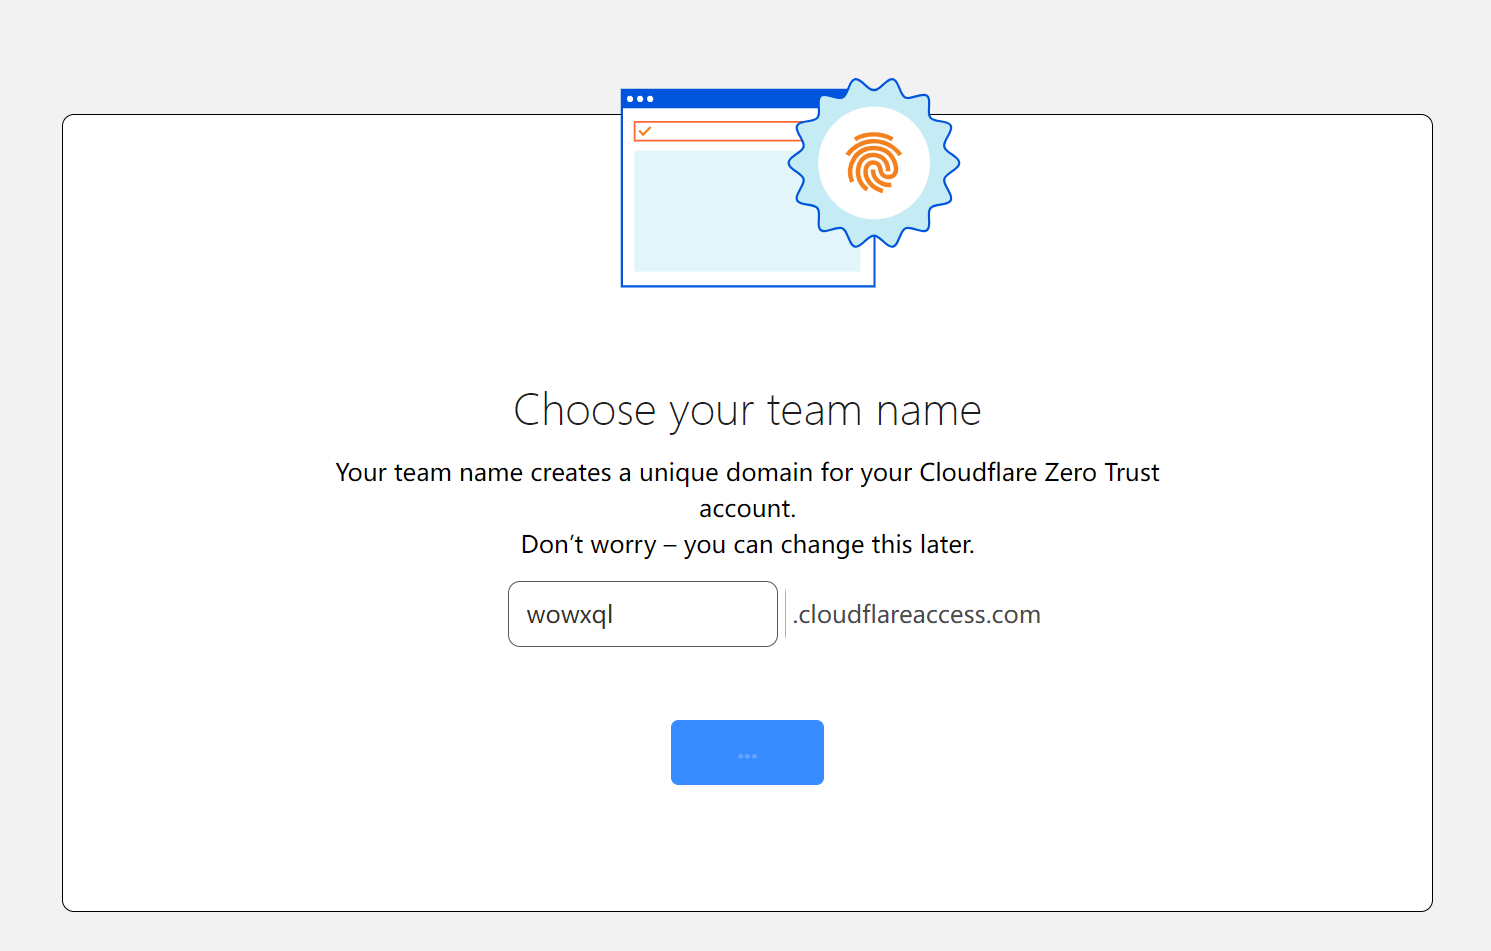 Choose your team name
Your team name creates a unique domain for your Cloudflare Zero Trust
account.
Don’t worry – you can change this later.
wowxql .cloudflareaccess.com
...